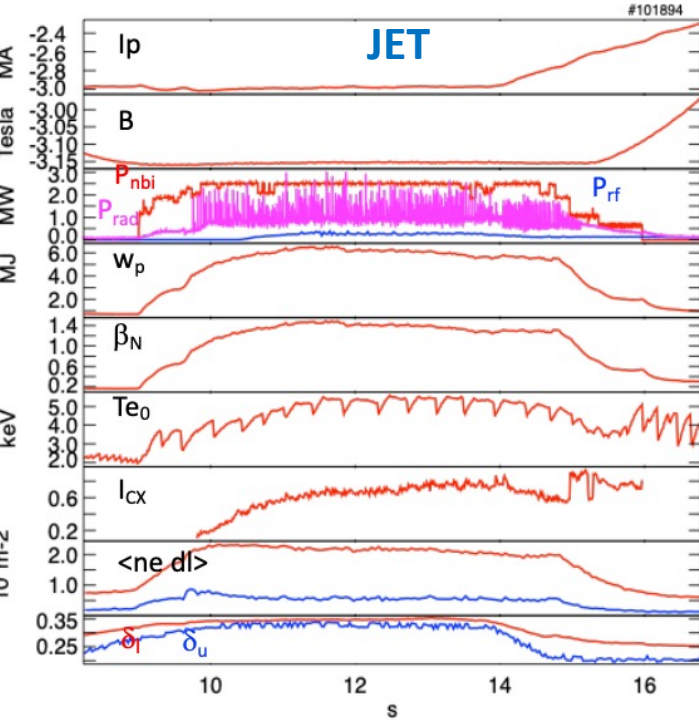 #101894
JET
MA
-2.4
-2.6
-2.8
-3.0
Ip
Tesla
-3.00
-3.05
-3.10
-3.15
B
MW
3.0
2.0
1.0
0.0
Pnbi
Prad
Prf
MJ
6.0
4.0
2.0
wp
1.4
1.0
0.6
0.2
βN
keV
5.0
4.0
3.0
2.0
Te0
0.6
0.2
ICX
m-2
2.0
1.0
<ne dl>
0.35
0.25
δl
δu
10 12 14 16
s